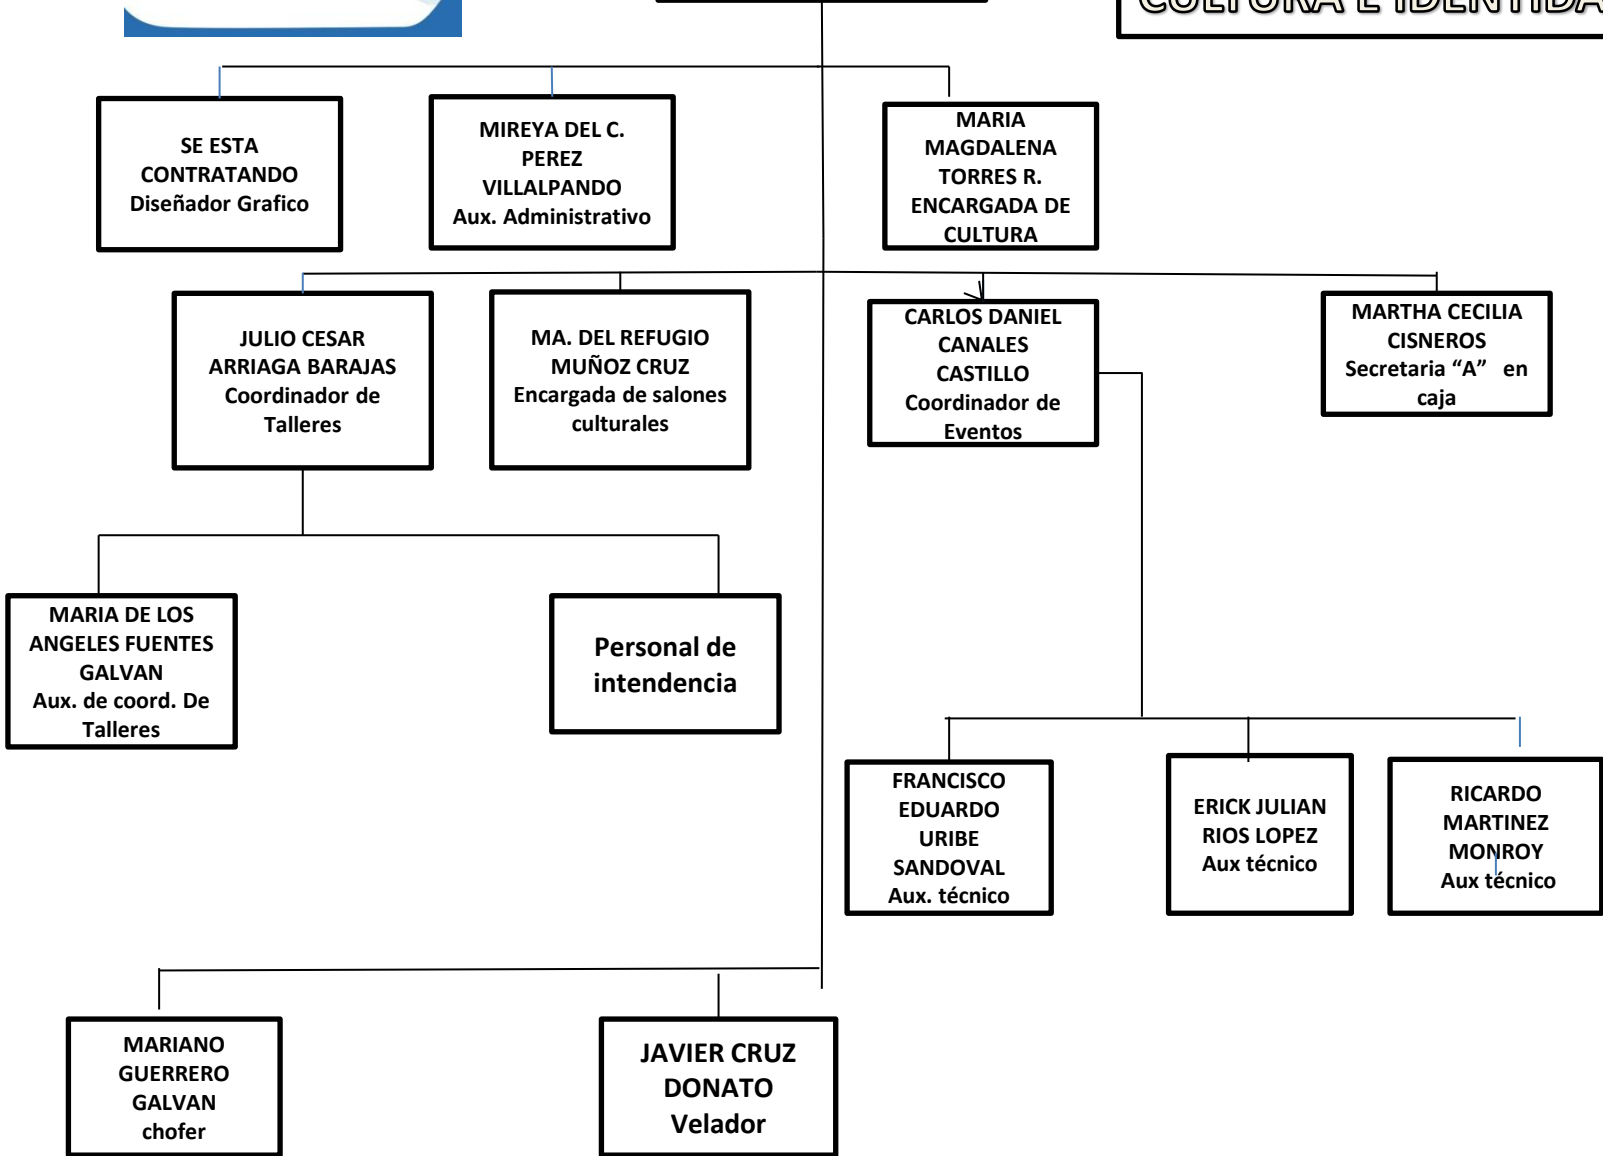 CULTURA E IDENTIDA
SE ESTA
CONTRATANDO
Diseñador Grafico
MIREYA DEL C.
PEREZ
VILLALPANDO
Aux. Administrativo
MARIA
MAGDALENA
TORRES R.
ENCARGADA DE
CULTURA
JULIO CESAR
ARRIAGA BARAJAS
Coordinador de
Talleres
MA. DEL REFUGIO
MUÑOZ CRUZ
Encargada de salones
culturales
CARLOS DANIEL
CANALES
CASTILLO
Coordinador de
Eventos
MARTHA CECILIA
CISNEROS
Secretaria “A” en
caja
MARIA DE LOS
ANGELES FUENTES
GALVAN
Aux. de coord. De
Talleres
Personal de
intendencia
FRANCISCO
EDUARDO
URIBE
SANDOVAL
Aux. técnico
ERICK JULIAN
RIOS LOPEZ
Aux técnico
RICARDO
MARTINEZ
MONROY
Aux técnico
MARIANO
GUERRERO
GALVAN
chofer
JAVIER CRUZ
DONATO
Velador